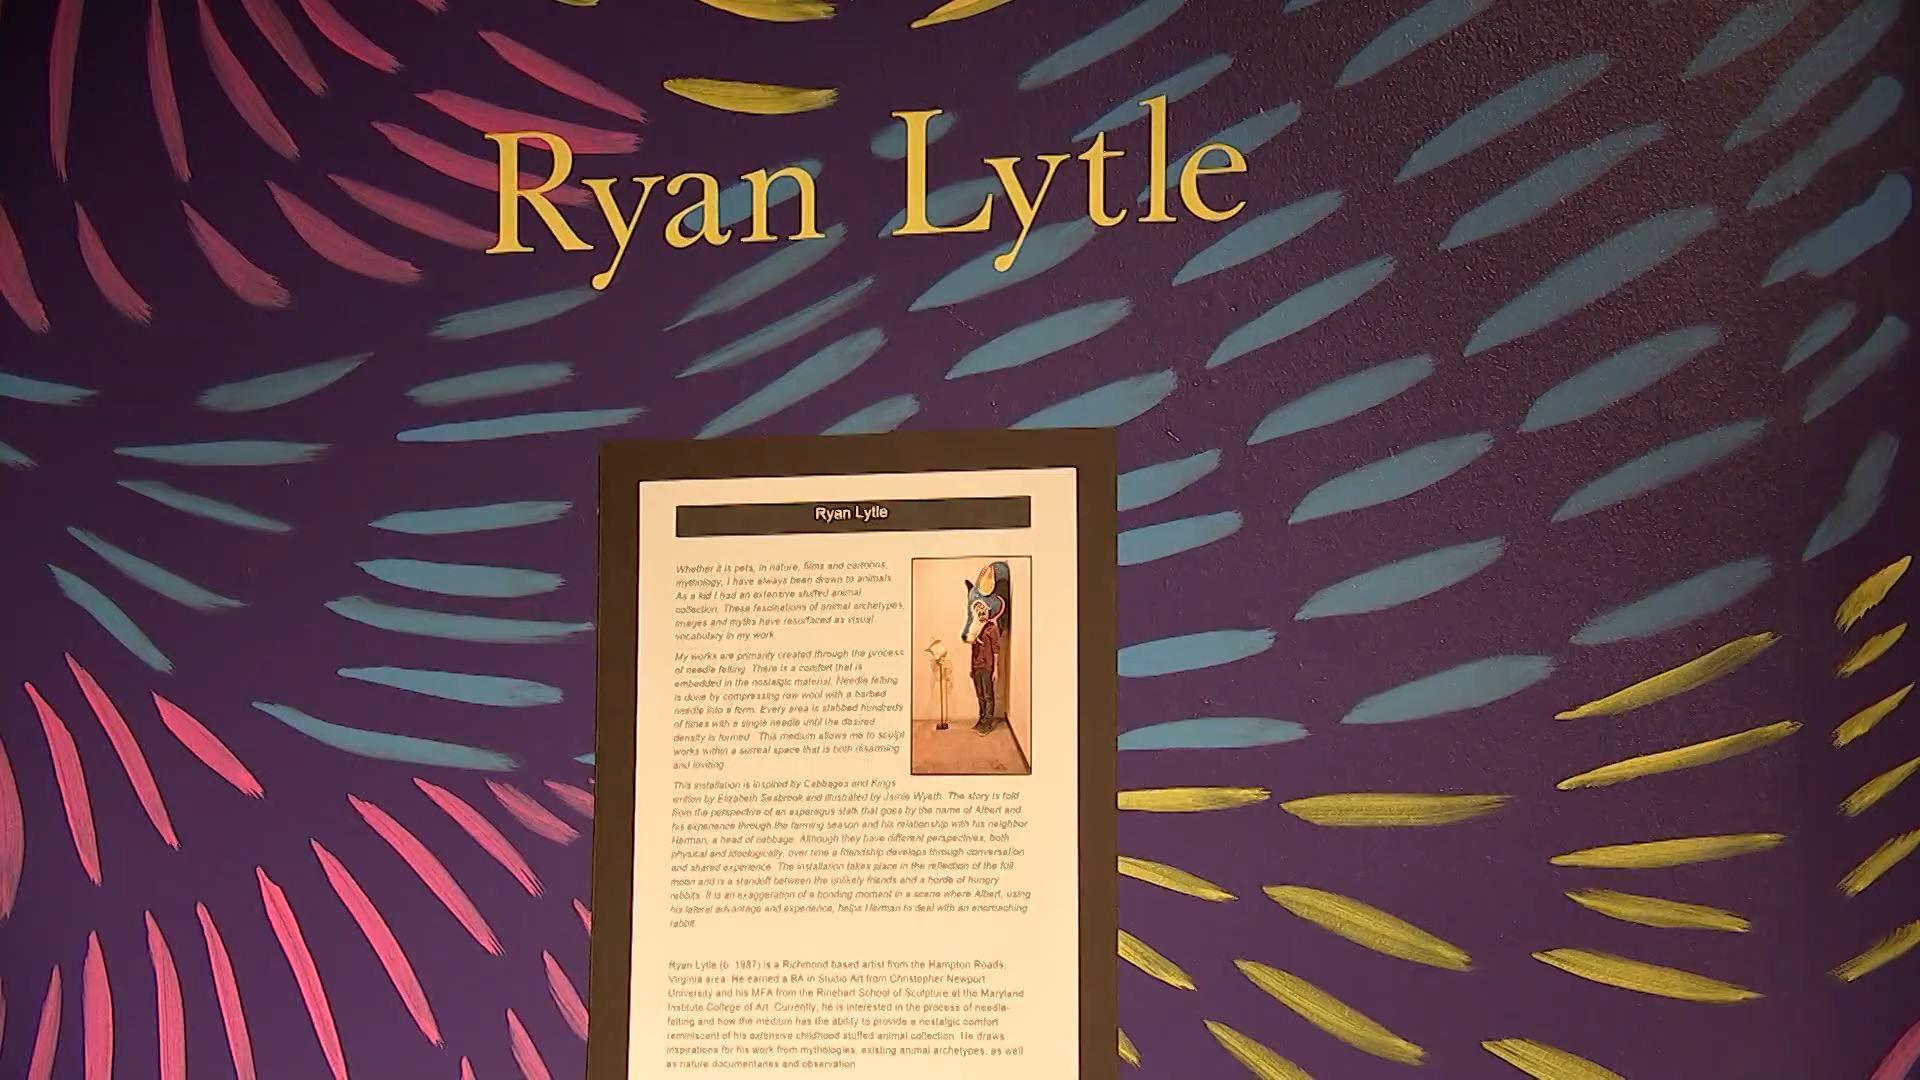 Ryan Lytle
Ryan Lytle
Whether it is pets, in nature, films and cartoons,
mythology, I have always been drawn to animals.
As a kid I had an extensive stuffed animal
collection. These fascinations of animal archetypes,
images and myths have resurfaced as visual
vocabulary in my work.
My works are primarily created through the process
of needle felting. There is a comfort that is
embedded in the nostalgic material. Needle felting
is done by compressing raw wool with a barbed
needle into a form. Every area is stabbed hundreds
of times with a single needle until the desired
density is formed. This medium allows me to sculpt
works within a surreal space that is both disarming
and inviting.
This installation is inspired by Cabbages and Kings
written by Elizabeth Seabrook and illustrated by Jamie Wyeth. The story is told
from the perspective of an asparagus stalk that goes by the name of Albert and
his experience through the farming season and his relationship with his neighbor
Herman, a head of cabbage. Although they have different perspectives, both
physical and ideologically, over time a friendship develops through conversation
and shared experience. The installation takes place in the reflection of the full
moon and is a standoff between the unlikely friends and a horde of hungry
rabbits. It is an exaggeration of a bonding moment in a scene where Albert, using
his lateral advantage and experience, helps Herman to deal with an encroaching
rabbit.
Ryan Lytle (b. 1987) is a Richmond based artist from the Hampton Roads,
Virginia area. He earned a BA in Studio Art from Christopher Newport
University and his MFA from the Rinehart School of Sculpture at the Maryland
Institute College of Art. Currently, he is interested in the process of needle-
felting and how the medium has the ability to provide a nostalgic comfort
reminiscent of his extensive childhood stuffed animal collection. He draws
inspirations for his work from mythologies, existing animal archetypes, as well
as nature documentaries and observation.